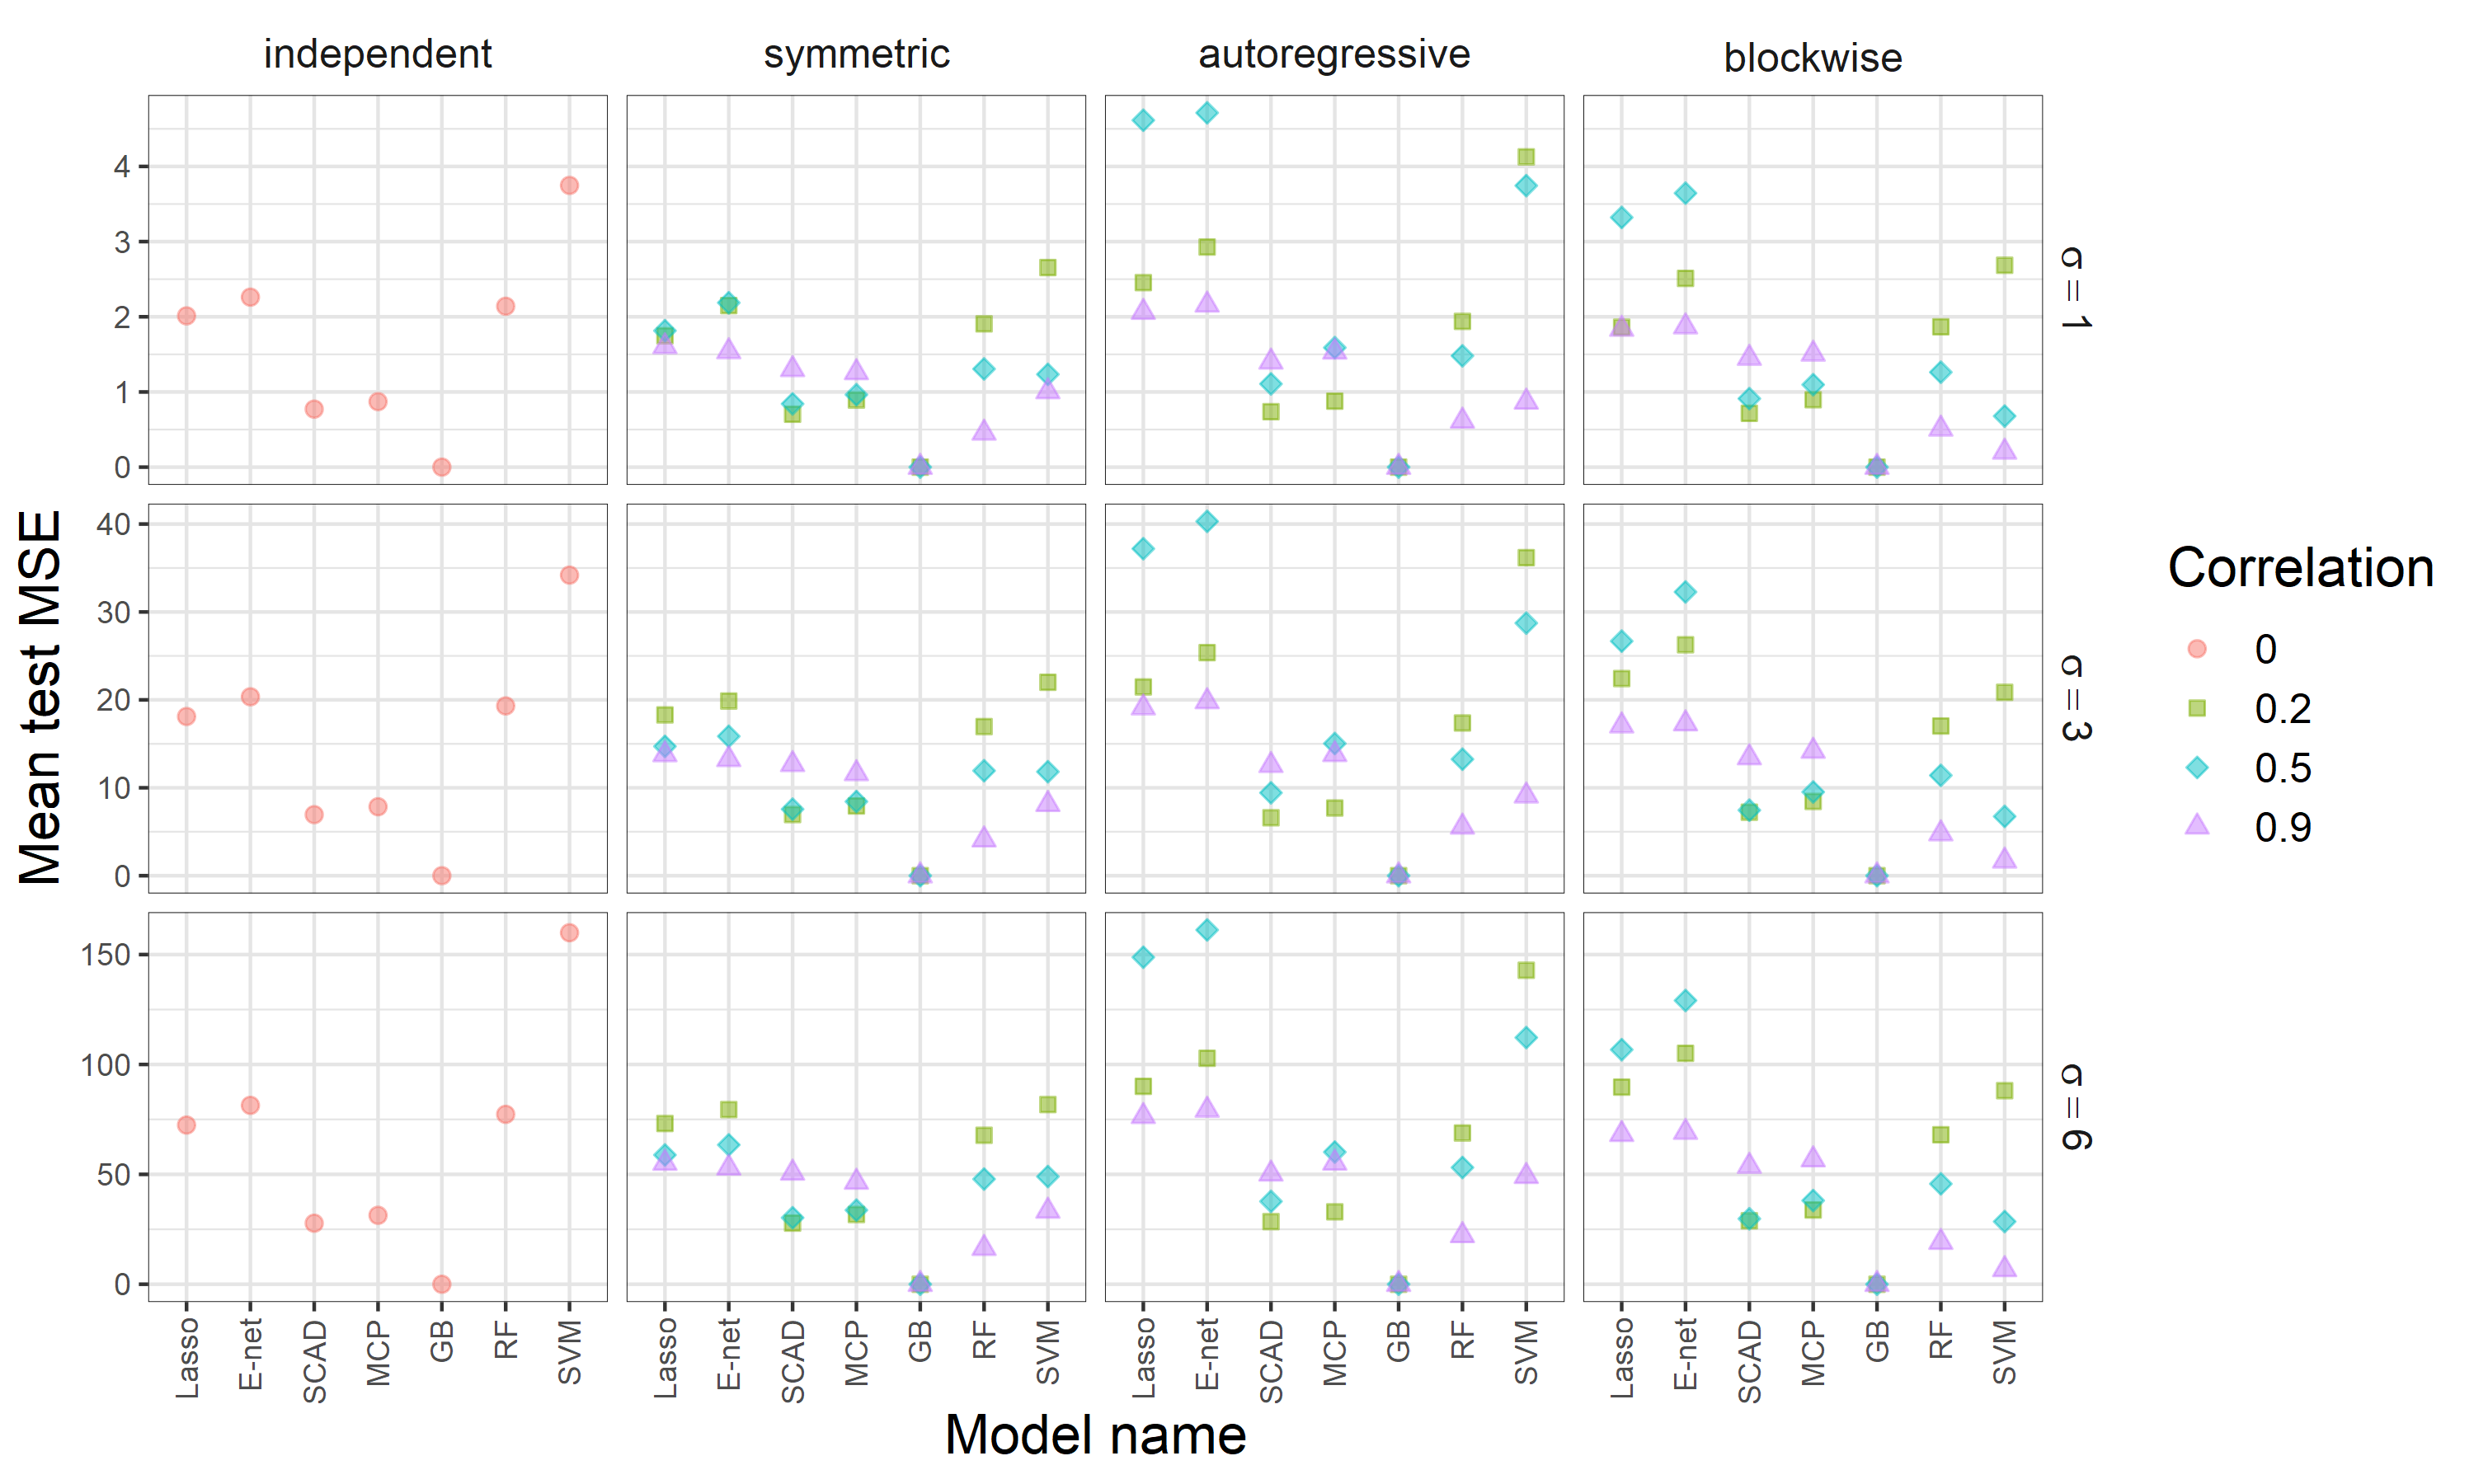 independent symmetric autoregressive blockwise
4
3
2
1
0
σ = 1
40
30
20
10
0
σ = 3
150
100
50
0
σ = 6
Mean test MSE
Lasso E-net SCAD MCP GB RF SVM
Lasso E-net SCAD MCP GB RF SVM
Lasso E-net SCAD MCP GB RF SVM
Lasso E-net SCAD MCP GB RF SVM
Model name
Correlation
0
0.2
0.5
0.9